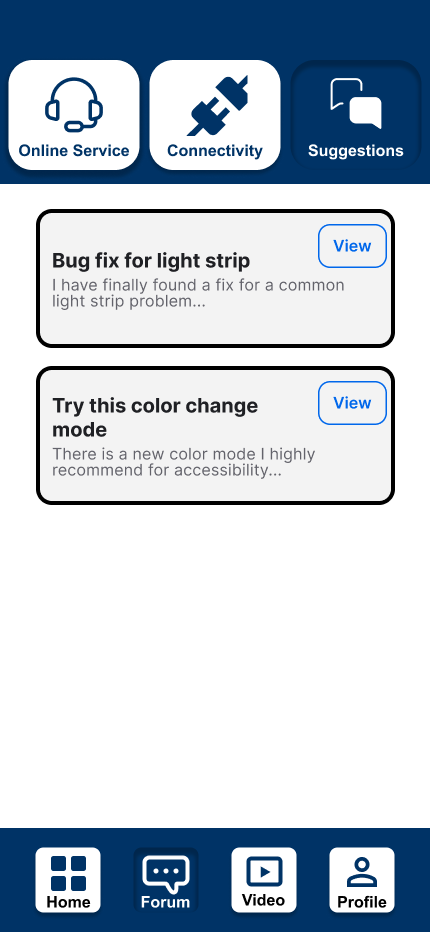 Online Service
Connectivity
Suggestions
Bug fix for light strip
View
I have finally found a fix for a common
light strip problem...
Try this color change
mode
View
There is a new color mode I highly
recommend for accessibility...
Home
Forum
Video
Profile